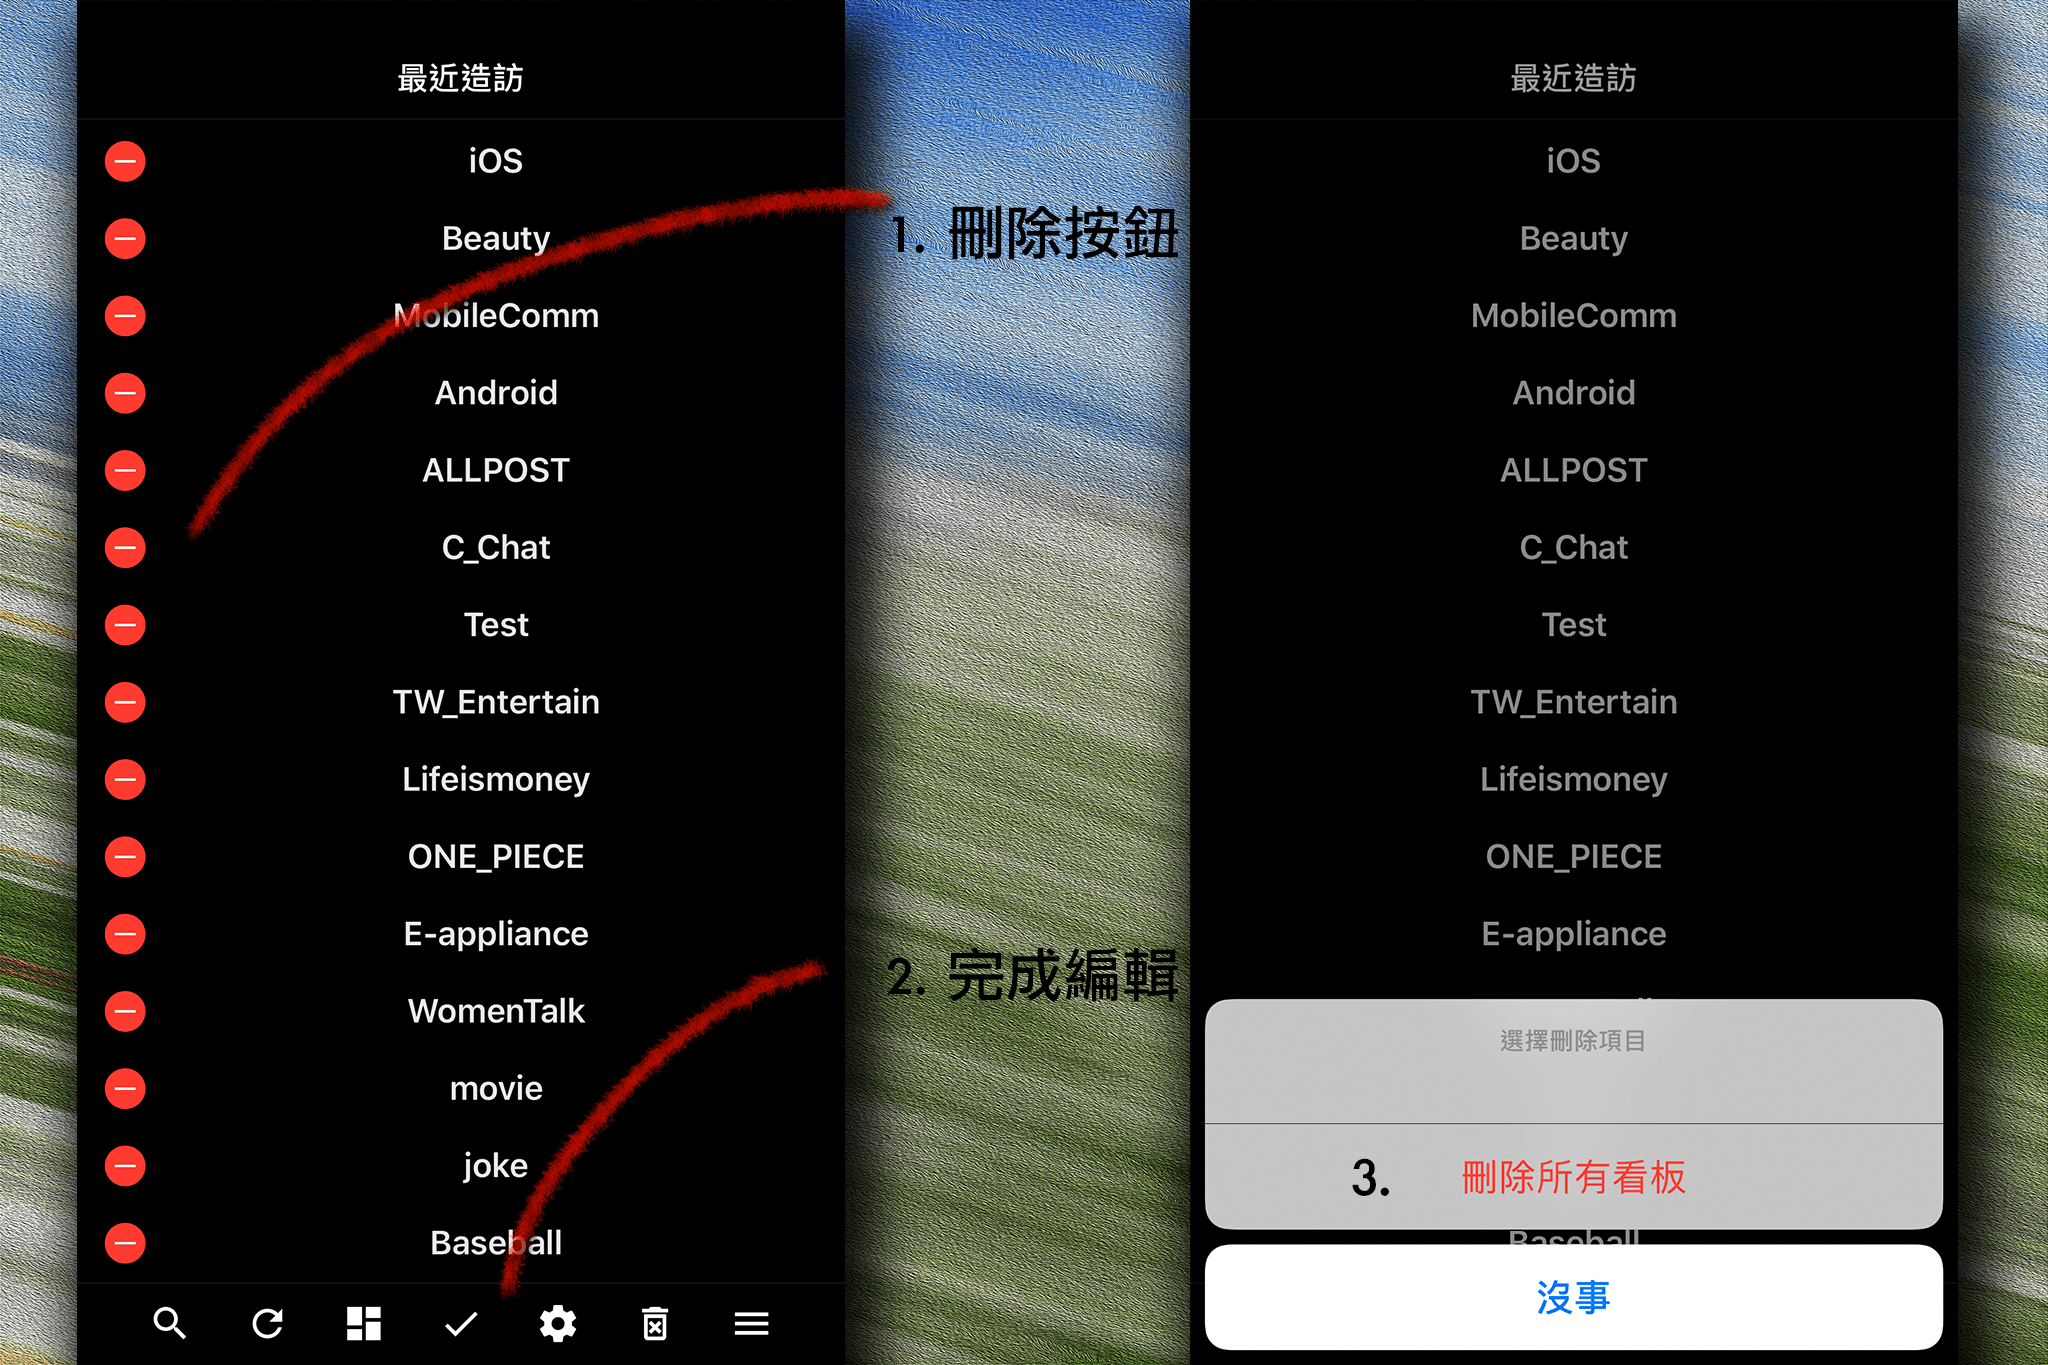 最近造訪
iOS
Beauty
MobileComm
Android
ALLPOST
C_Chat
Test
TW_Entertain
Lifeismoney
ONE_PIECE
E-appliance
WomenTalk
movie
joke
Baseball
1. 刪除按鈕
2. 完成編輯
最近造訪
iOS
Beauty
MobileComm
Android
ALLPOST
C_Chat
Test
TW_Entertain
Lifeismoney
ONE_PIECE
E-appliance
選擇刪除項目
3. 刪除所有看板
Baseball
沒事